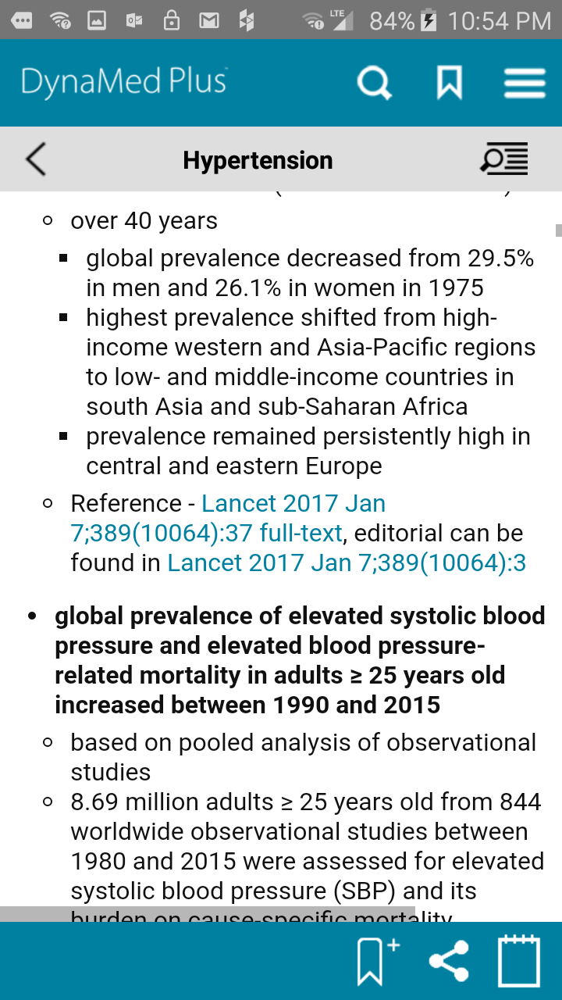 LTE 84% 10:54 PM
DynaMed Plus
Hypertension
over 40 years
global prevalence decreased from 29.5%
in men and 26.1% in women in 1975
highest prevalence shifted from high-
income western and Asia-Pacific regions
to low- and middle-income countries in
south Asia and sub-Saharan Africa
prevalence remained persistently high in
central and eastern Europe
Reference - Lancet 2017 Jan
7;389(10064):37 full-text, editorial can be
found in Lancet 2017 Jan 7;389(10064):3
global prevalence of elevated systolic blood
pressure and elevated blood pressure-
related mortality in adults ≥ 25 years old
increased between 1990 and 2015
based on pooled analysis of observational
studies
8.69 million adults ≥ 25 years old from 844
worldwide observational studies between
1980 and 2015 were assessed for elevated
systolic blood pressure (SBP) and its
burden on cause-specific mortality